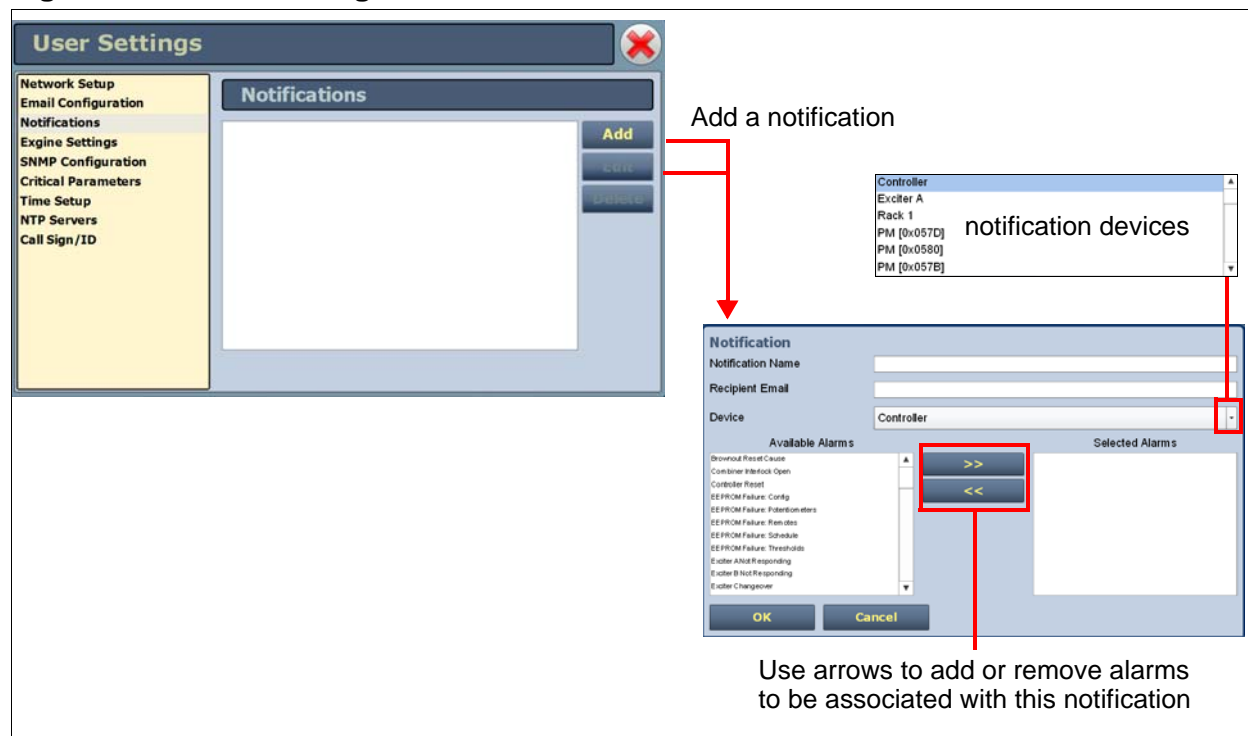 User Settings
Network Setup
Email Configuration
Notifications
Exgine Settings
SNMP Configuration
Critical Parameters
Time Setup
NTP Servers
Call Sign/ID
Notifications
Add
Edit
Delete
Add a notification
Controller
Exciter A
Rack 1
PM [0x057D]
PM [0x0580]
PM [0x057B]
notification devices
Notification
Notification Name
Recipient Email
Device
Controller
Available Alarms
Selected Alarms
Brownout Reset Cause
Combiner Interlock Open
Controller Reset
EEPROM Failure: Config
EEPROM Failure: Potentiometers
EEPROM Failure: Remotes
EEPROM Failure: Schedule
EEPROM Failure: Thresholds
Exciter A Not Responding
Exciter B Not Responding
Exciter Changeover
>>
<<
OK
Cancel
Use arrows to add or remove alarms
to be associated with this notification